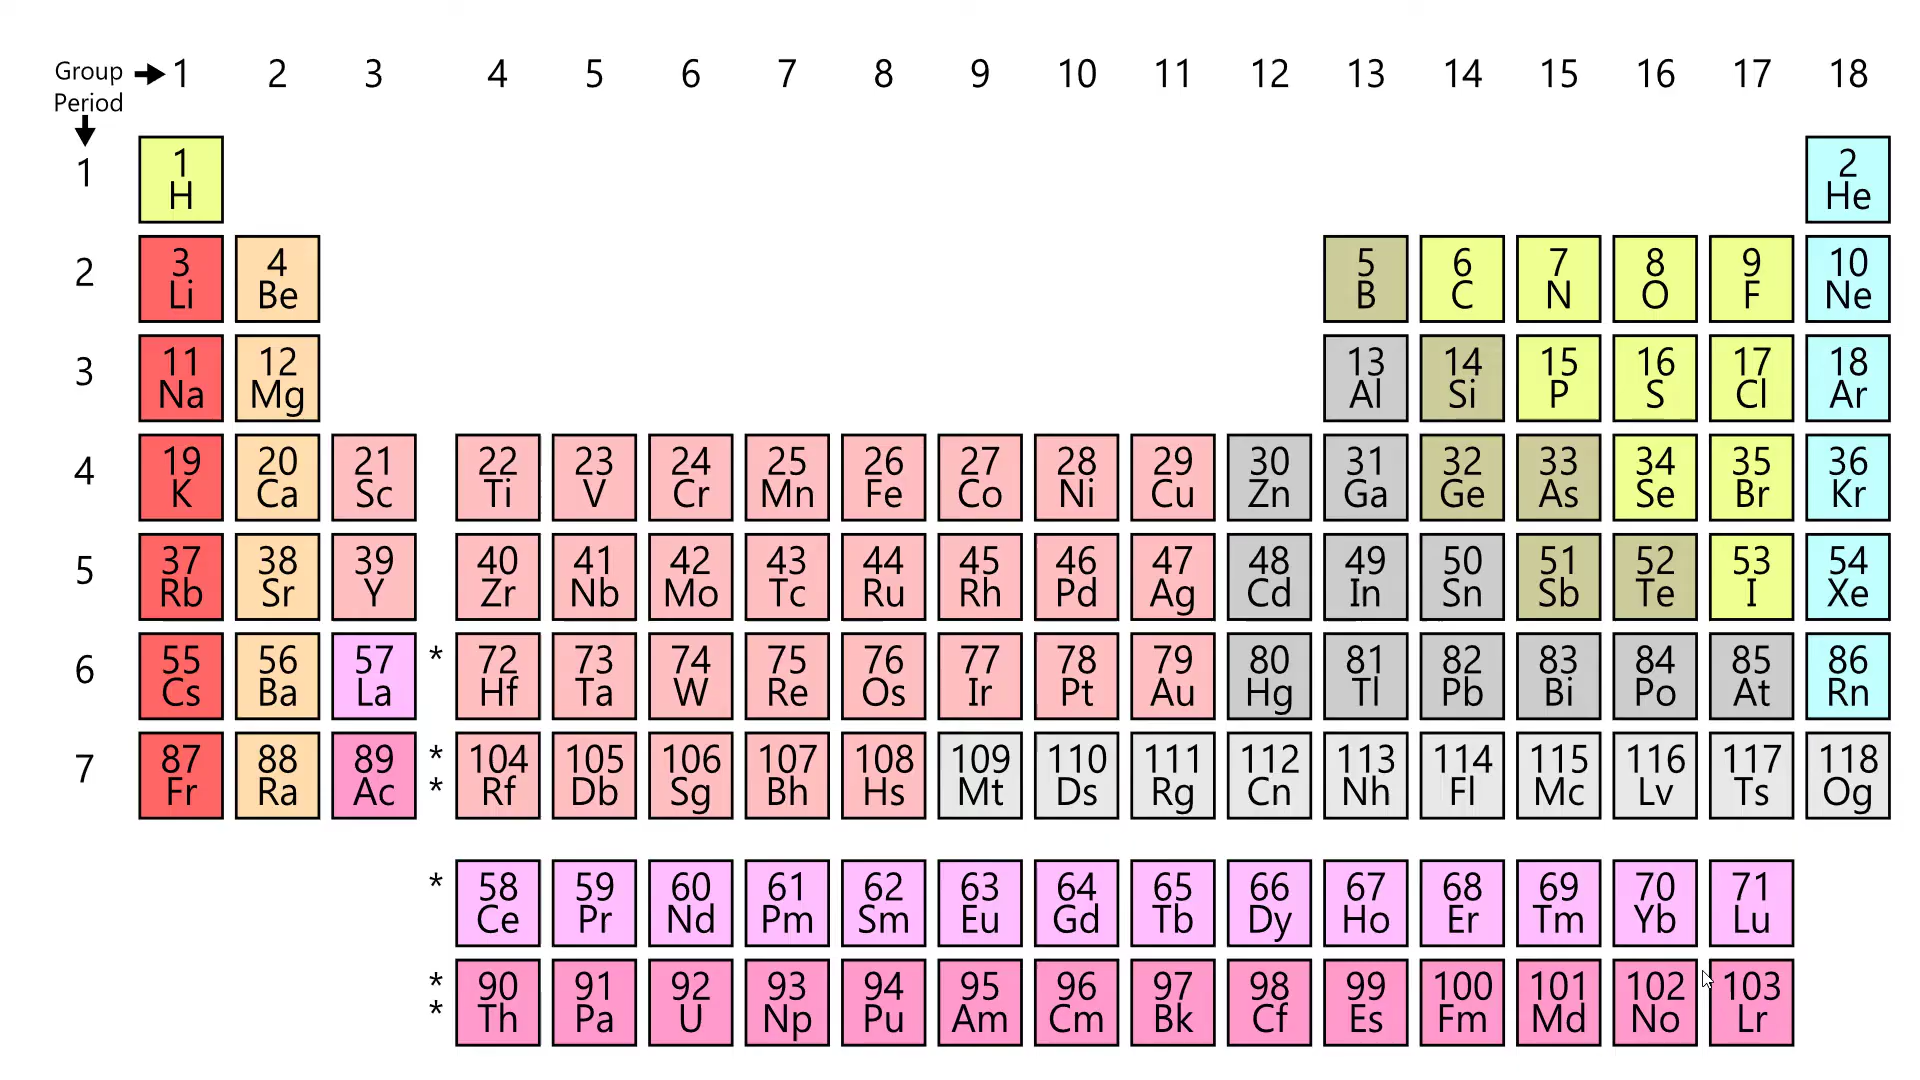 Group 1 2 3 4 5 6 7 8 9 10 11 12 13 14 15 16 17 18
Period
1
1 2
H He
2
3 4 5 6 7 8 9 10
Li Be B C N O F Ne
3
11 12 13 14 15 16 17 18
Na Mg Al Si P S Cl Ar
4
19 20 21 22 23 24 25 26 27 28 29 30 31 32 33 34 35 36
K Ca Sc Ti V Cr Mn Fe Co Ni Cu Zn Ga Ge As Se Br Kr
5
37 38 39 40 41 42 43 44 45 46 47 48 49 50 51 52 53 54
Rb Sr Y Zr Nb Mo Tc Ru Rh Pd Ag Cd In Sn Sb Te I Xe
6
55 56 57 * 72 73 74 75 76 77 78 79 80 81 82 83 84 85 86
Cs Ba La Hf Ta W Re Os Ir Pt Au Hg Tl Pb Bi Po At Rn
7
87 88 89 * 104 105 106 107 108 109 110 111 112 113 114 115 116 117 118
Fr Ra Ac * Rf Db Sg Bh Hs Mt Ds Rg Cn Nh Fl Mc Lv Ts Og
* 58 59 60 61 62 63 64 65 66 67 68 69 70 71
Ce Pr Nd Pm Sm Eu Gd Tb Dy Ho Er Tm Yb Lu
* 90 91 92 93 94 95 96 97 98 99 100 101 102 103
* Th Pa U Np Pu Am Cm Bk Cf Es Fm Md No Lr